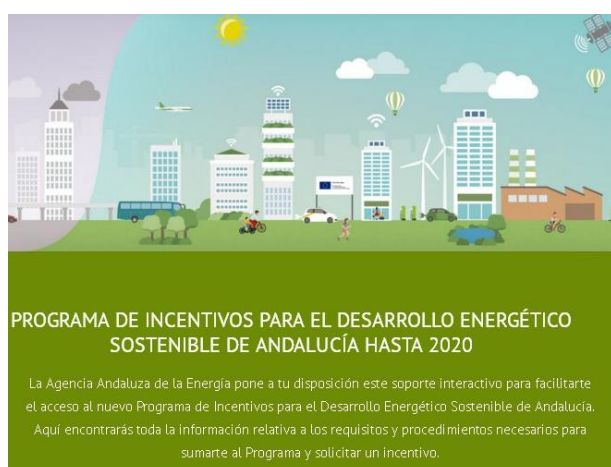 PROGRAMA DE INCENTIVOS PARA EL DESARROLLO ENERGÉTICO
SOSTENIBLE DE ANDALUCÍA HASTA 2020
La Agencia Andaluza de la Energía pone a tu disposición este soporte interactivo para facilitarte
el acceso al nuevo Programa de Incentivos para el Desarrollo Energético Sostenible de Andalucía.
Aquí encontrarás toda la información relativa a los requisitos y procedimientos necesarios para
sumarte al Programa y solicitar un incentivo.